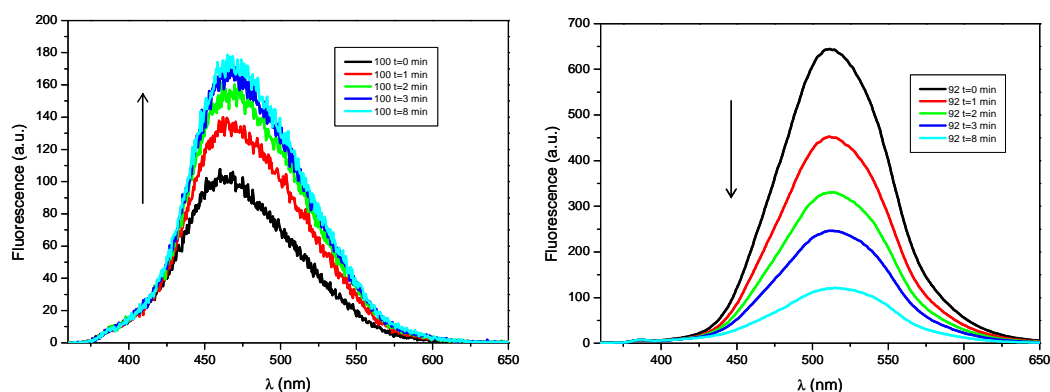 200
180
160
140
120
100
80
60
40
20
0
Fluorescence (a.u.)
100 t=0 min
100 t=1 min
100 t=2 min
100 t=3 min
100 t=8 min
400 450 500 550 600 650
λ (nm)
700
600
500
400
300
200
100
0
Fluorescence (a.u.)
92 t=0 min
92 t=1 min
92 t=2 min
92 t=3 min
92 t=8 min
400 450 500 550 600 650
λ (nm)